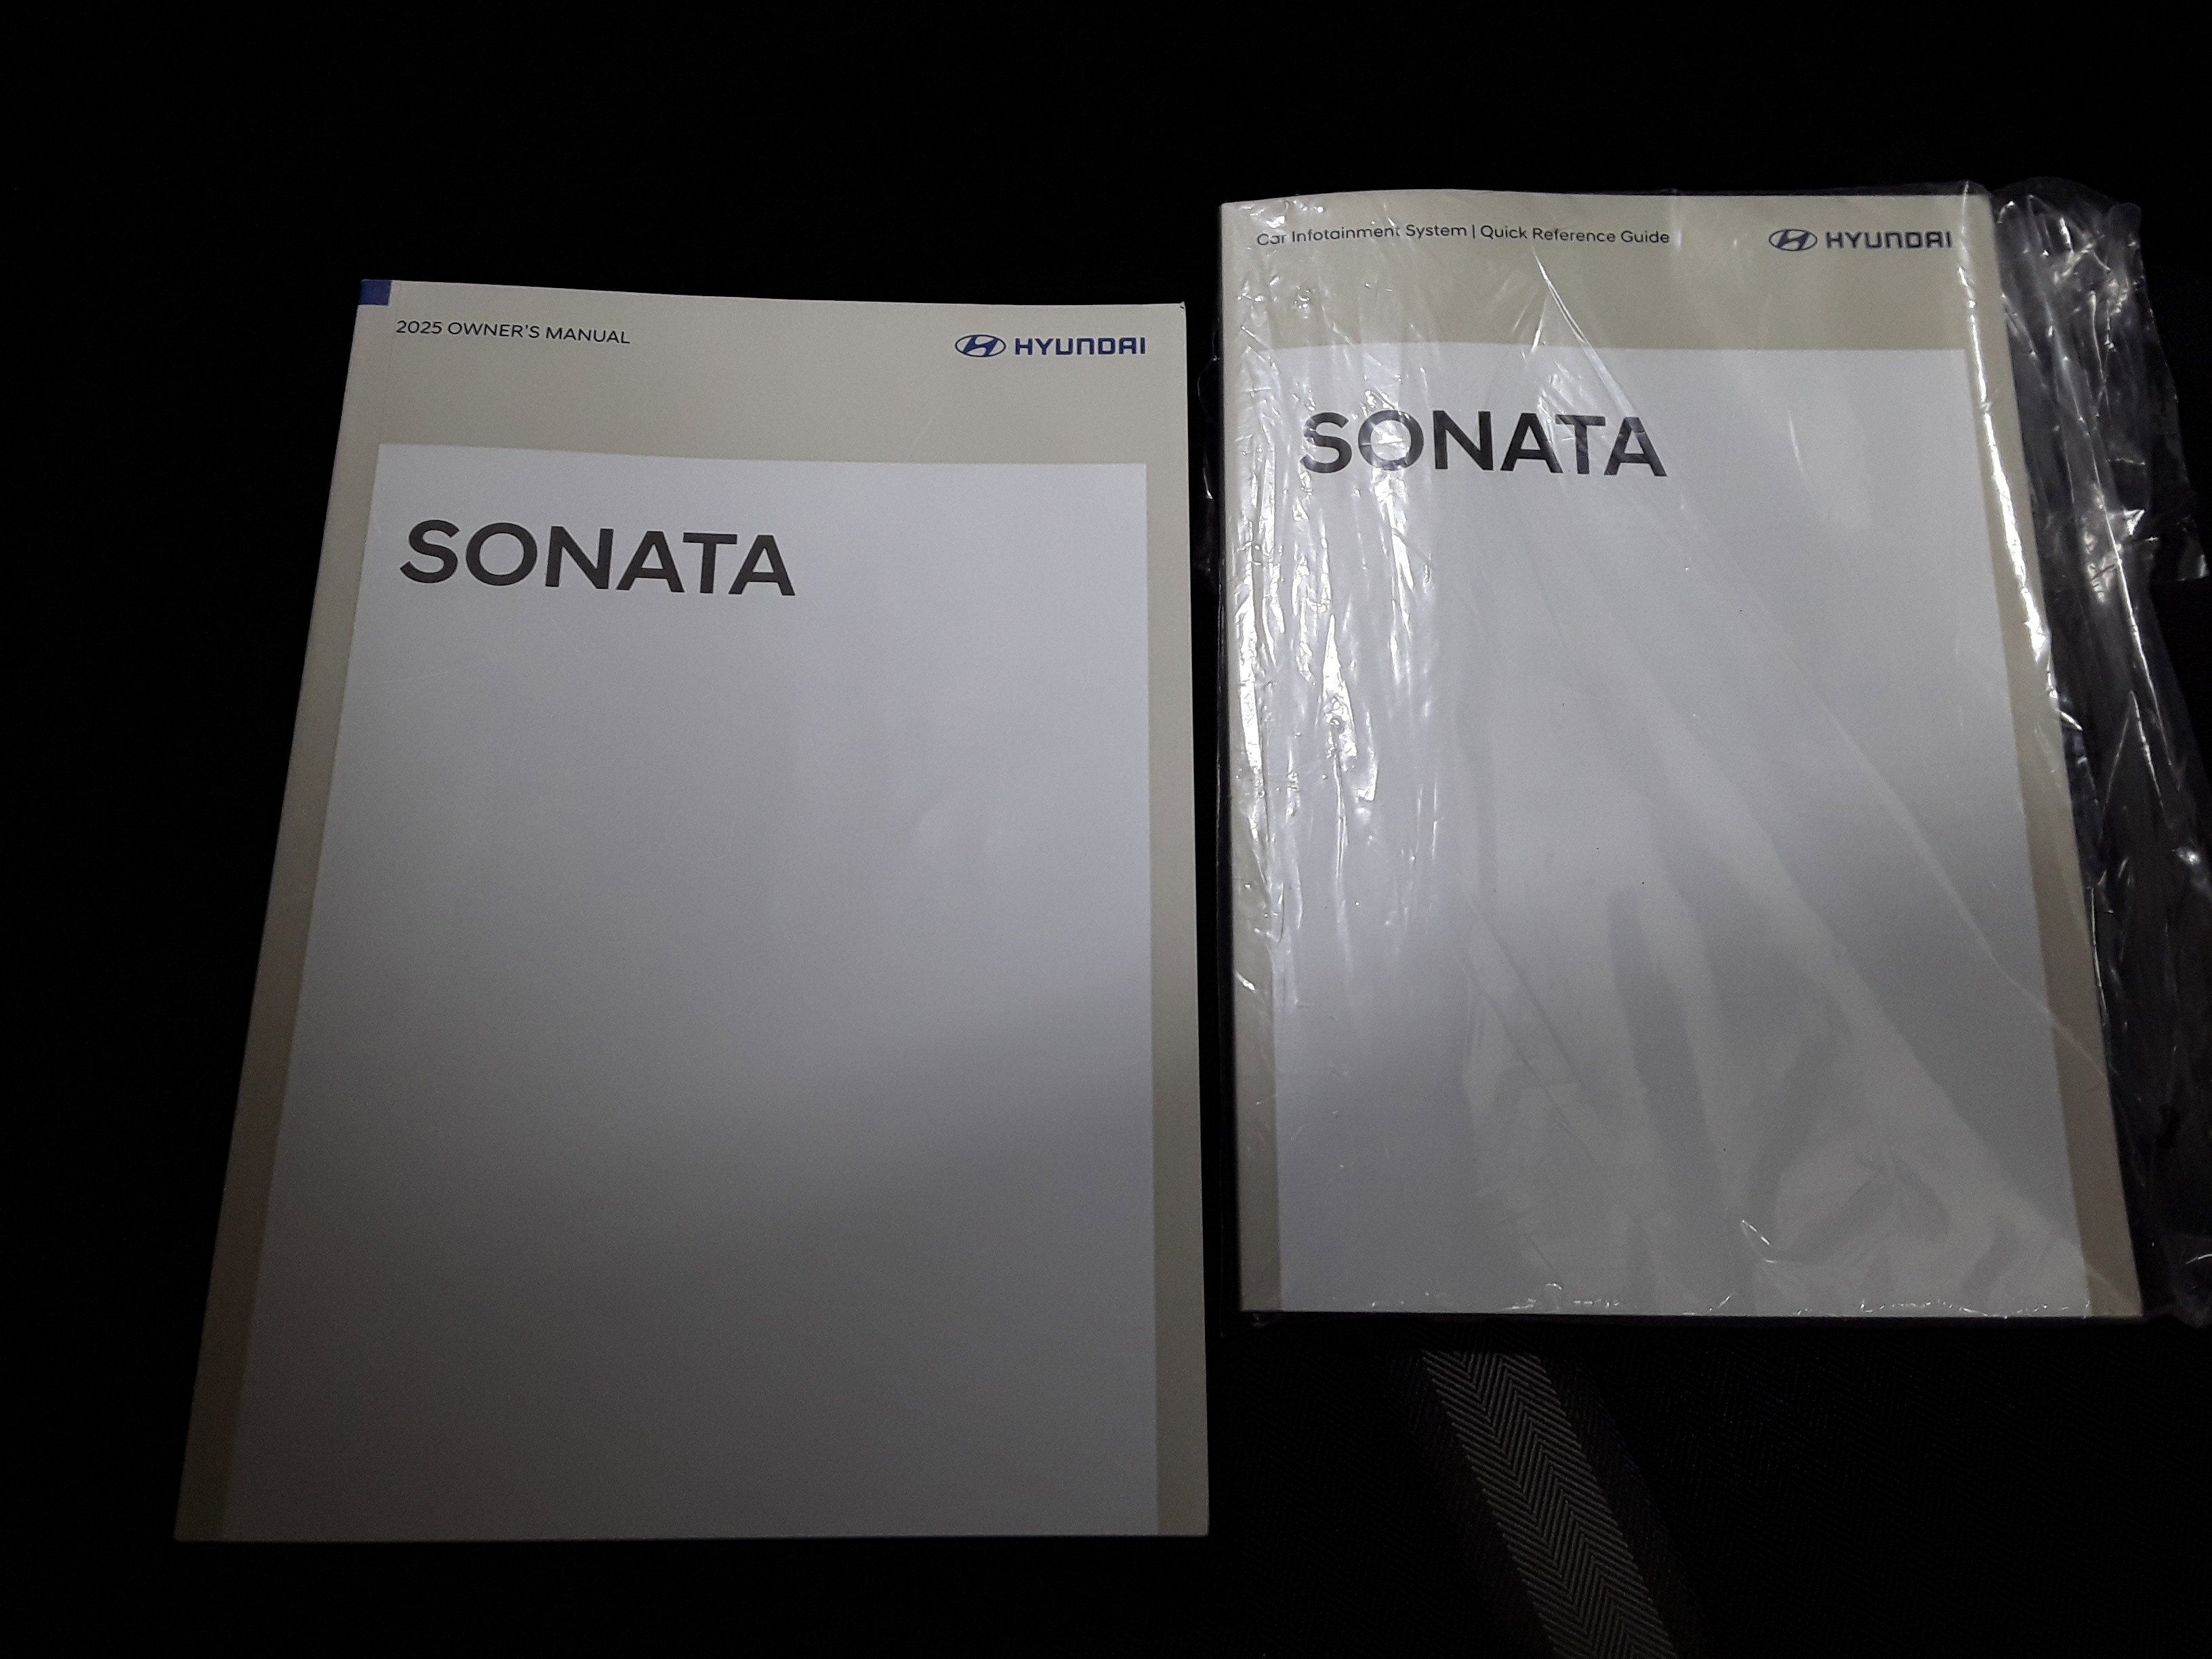 2025 OWNER'S MANUAL
HYUNDAI
SONATA
Car Infotainment System | Quick Reference Guide
HYUNDAI
SONATA